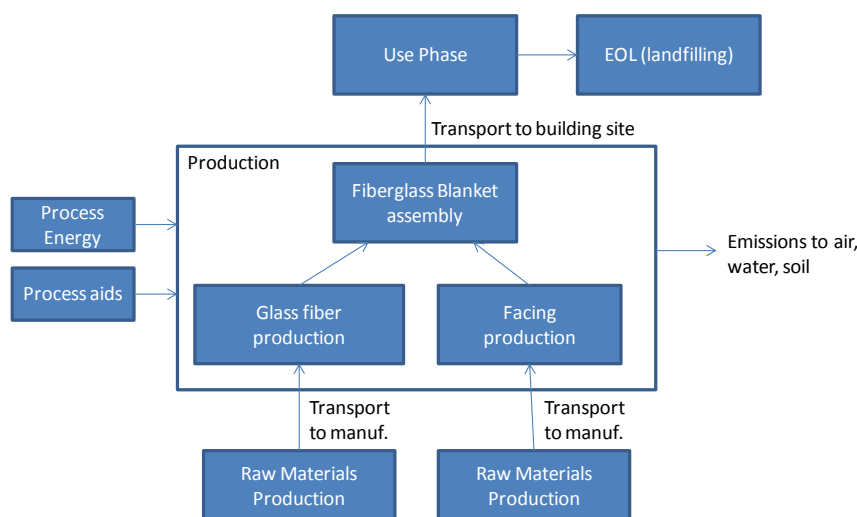 Use Phase
EOL (landfilling)
Transport to building site
Production
Fiberglass Blanket
assembly
Process
Energy
Process aids
Emissions to air,
water, soil
Glass fiber
production
Facing
production
Transport
to manuf.
Transport
to manuf.
Raw Materials
Production
Raw Materials
Production